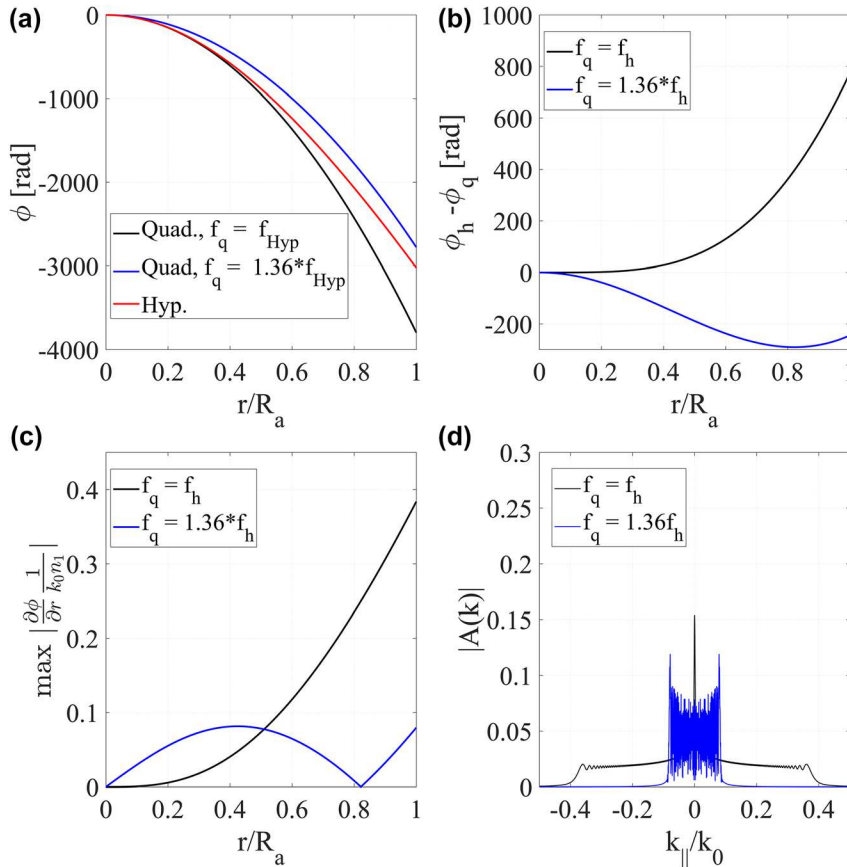 (a)
0
-1000
-2000
-3000
-4000
ϕ [rad]
Quad., f_q = f_Hyp
Quad, f_q = 1.36*f_Hyp
Hyp.
0 0.2 0.4 0.6 0.8 1
r/R_a
(b)
1000
800
600
400
200
0
-200
ϕ_h -ϕ_q [rad]
f_q = f_h
f_q = 1.36*f_h
0 0.2 0.4 0.6 0.8 1
r/R_a
(c)
0.4
0.3
0.2
0.1
0
max |∂ϕ/∂r 1/k_0n_1|
f_q = f_h
f_q = 1.36*f_h
0 0.2 0.4 0.6 0.8 1
r/R_a
(d)
0.3
0.25
0.2
0.15
0.1
0.05
0
|A(k)|
f_q = f_h
f_q = 1.36f_h
-0.4 -0.2 0 0.2 0.4
k_||/k_0